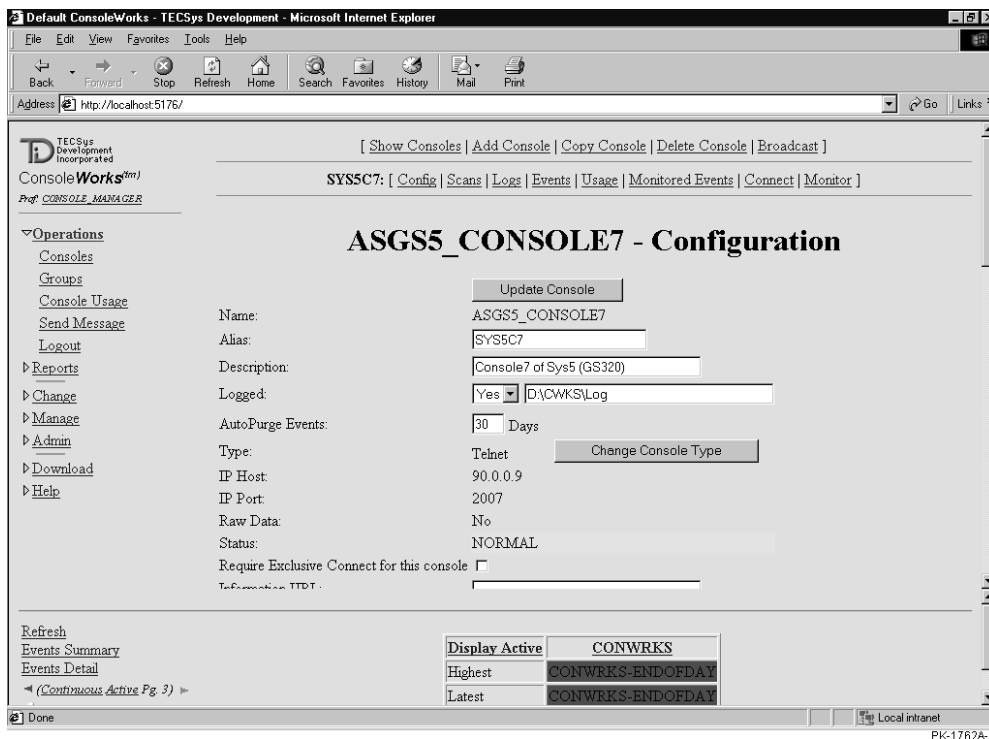 Default ConsoleWorks - TECSys Development - Microsoft Internet Explorer
File Edit View Favorites Tools Help
Back Forward Stop Refresh Home Search Favorites History Mail Print
Address http://localhost:5176/ Go Links
TECSys
Development
Incorporated
ConsoleWorks(tm)
Prof: CONSOLE_MANAGER
Operations
Consoles
Groups
Console Usage
Send Message
Logout
Reports
Change
Manage
Admin
Download
Help
[ Show Consoles | Add Console | Copy Console | Delete Console | Broadcast ]
SYS5C7: [ Config | Scans | Logs | Events | Usage | Monitored Events | Connect | Monitor ]
ASGS5_CONSOLE7 - Configuration
Update Console
Name: ASGS5_CONSOLE7
Alias: SYS5C7
Description: Console7 of Sys5 (GS320)
Logged: Yes D:\CWKS\Log
AutoPurge Events: 30 Days
Type: Telnet Change Console Type
IP Host: 90.0.0.9
IP Port: 2007
Raw Data: No
Status: NORMAL
Require Exclusive Connect for this console
Information URL:
Refresh
Events Summary
Events Detail
(Continuous Active Pg. 3)
Display Active CONWRKS
Highest CONWRKS-ENDOFDAY
Latest CONWRKS-ENDOFDAY
Done Local intranet
PK-1762A-